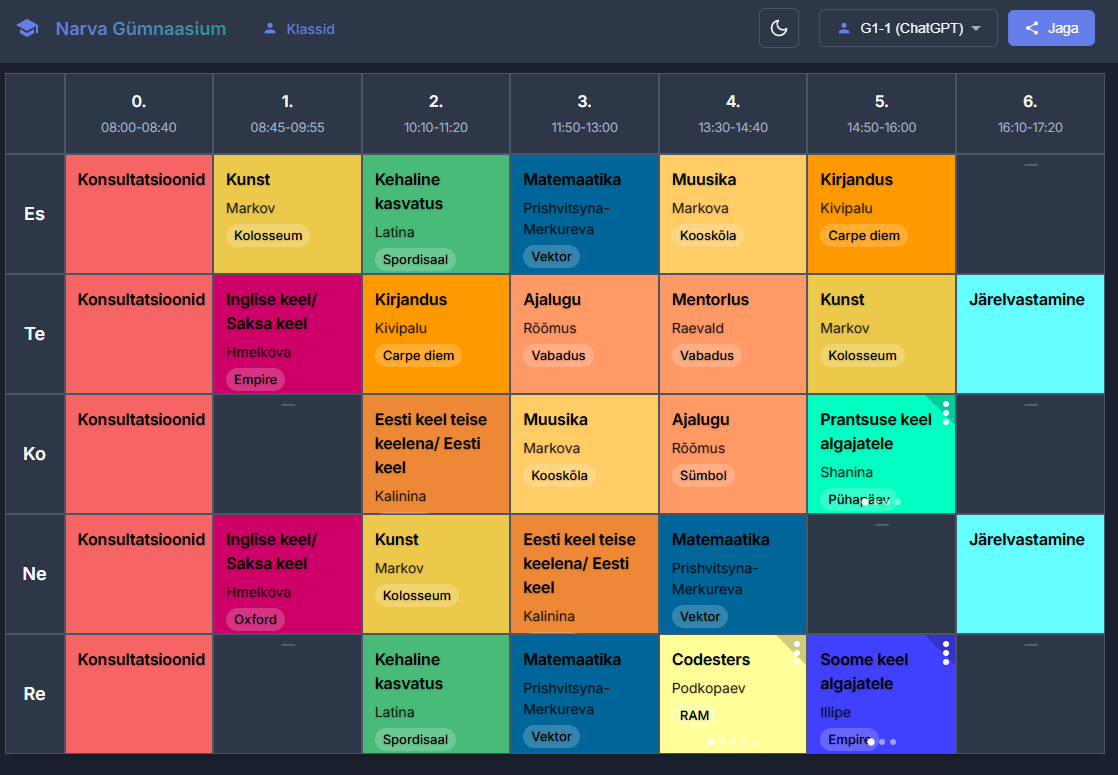 Narva Gümnaasium
Klassid
G1-1 (ChatGPT)
Jaga
0.
08:00-08:40
1.
08:45-09:55
2.
10:10-11:20
3.
11:50-13:00
4.
13:30-14:40
5.
14:50-16:00
6.
16:10-17:20
Es
Konsultatsioonid
Kunst
Markov
Kolosseum
Kehaline
kasvatus
Latina
Spordisaal
Matemaatika
Prishvitsyna-
Merkureva
Vektor
Muusika
Markova
Kooskõla
Kirjandus
Kivipalu
Carpe diem
—
Te
Konsultatsioonid
Inglise keel/
Saksa keel
Hmelkova
Empire
Kirjandus
Kivipalu
Carpe diem
Ajalugu
Rõõmus
Vabadus
Mentorlus
Raevald
Vabadus
Kunst
Markov
Kolosseum
Järelvastamine
Ko
Konsultatsioonid
—
Eesti keel teise
keelena/ Eesti
keel
Kalinina
Muusika
Markova
Kooskõla
Ajalugu
Rõõmus
Sümbol
Prantsuse keel
algajatele
Shanina
Pühapäev
—
Ne
Konsultatsioonid
Inglise keel/
Saksa keel
Hmelkova
Oxford
Kunst
Markov
Kolosseum
Eesti keel teise
keelena/ Eesti
keel
Kalinina
Matemaatika
Prishvitsyna-
Merkureva
Vektor
—
Järelvastamine
Re
Konsultatsioonid
—
Kehaline
kasvatus
Latina
Spordisaal
Matemaatika
Prishvitsyna-
Merkureva
Vektor
Codesters
Podkopaev
RAM
Soome keel
algajatele
Illipe
Empire
—